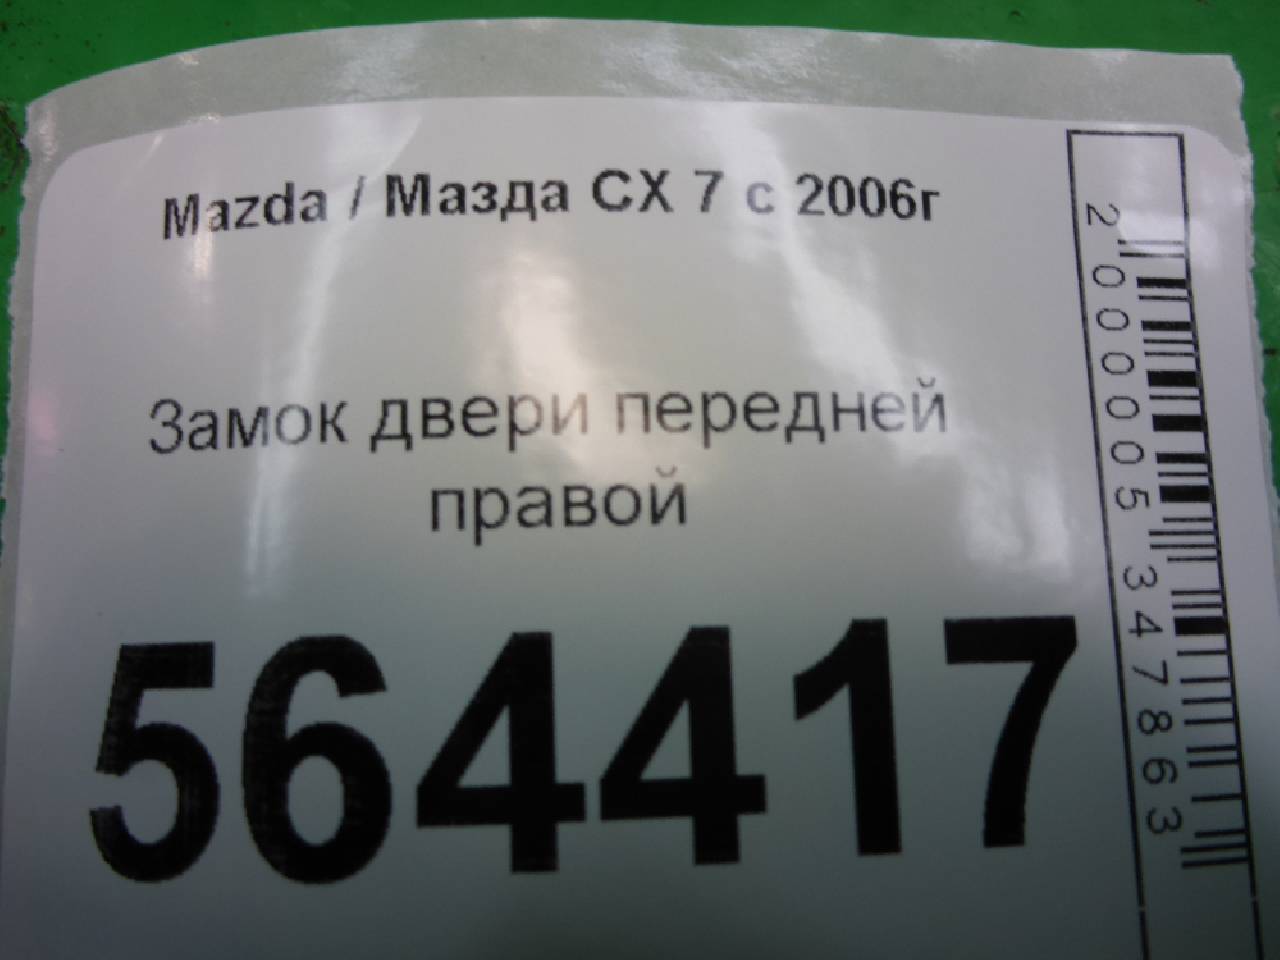 Mazda / Мазда CX 7 с 2006г
Замок двери передней
правой
564417
2000005347863